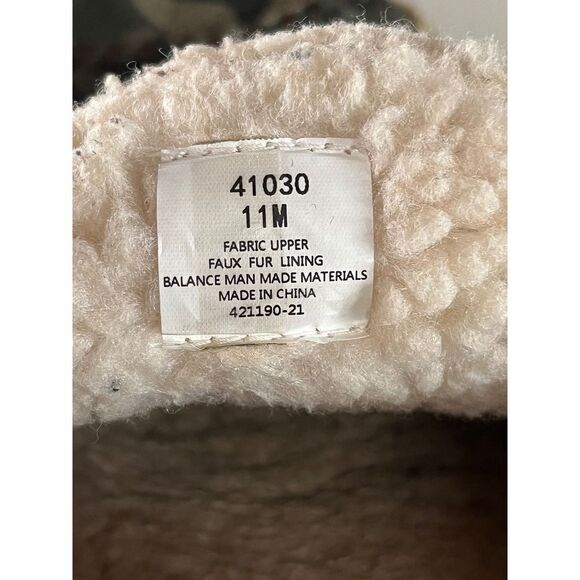 41030
11M
FABRIC UPPER
FAUX FUR LINING
BALANCE MAN MADE MATERIALS
MADE IN CHINA
421190-21